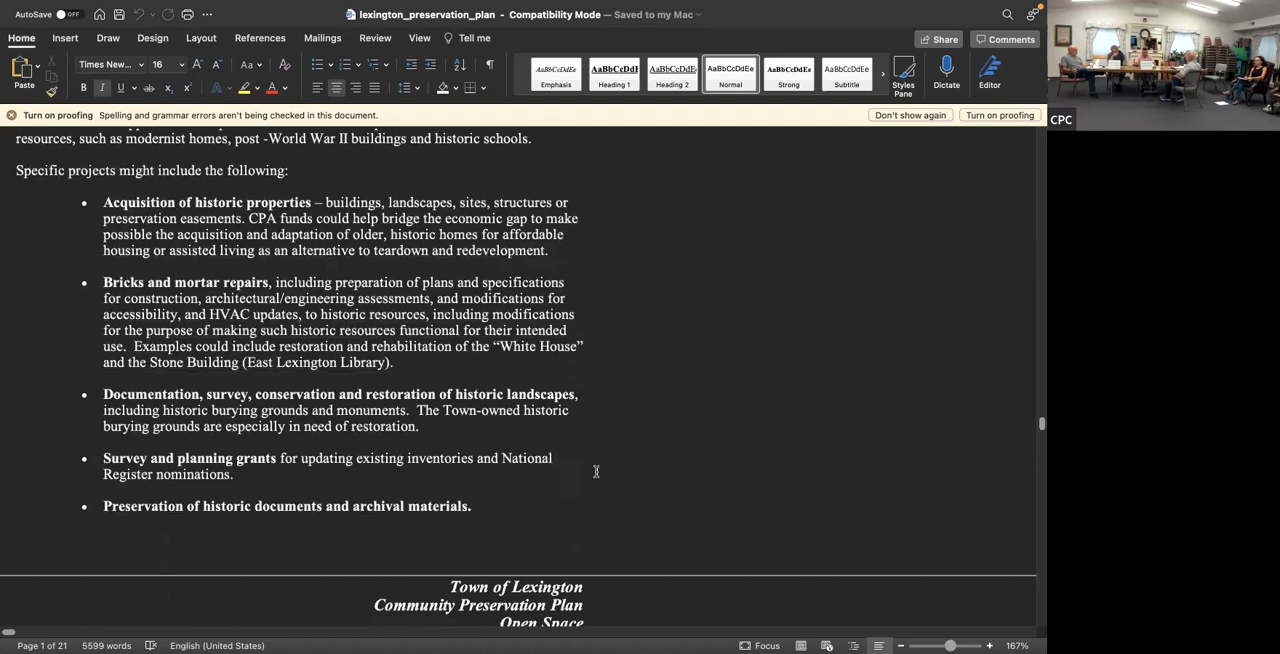 AutoSave OFF
lexington_preservation_plan - Compatibility Mode — Saved to my Mac
Home Insert Draw Design Layout References Mailings Review View Tell me
Share Comments
Paste
Times New... 16
Emphasis Heading 1 Heading 2 Normal Strong Subtitle
Styles Pane Dictate Editor
Turn on proofing Spelling and grammar errors aren't being checked in this document. Don't show again Turn on proofing
CPC
resources, such as modernist homes, post -World War II buildings and historic schools.
Specific projects might include the following:
• Acquisition of historic properties – buildings, landscapes, sites, structures or
preservation easements. CPA funds could help bridge the economic gap to make
possible the acquisition and adaptation of older, historic homes for affordable
housing or assisted living as an alternative to teardown and redevelopment.
• Bricks and mortar repairs, including preparation of plans and specifications
for construction, architectural/engineering assessments, and modifications for
accessibility, and HVAC updates, to historic resources, including modifications
for the purpose of making such historic resources functional for their intended
use. Examples could include restoration and rehabilitation of the “White House”
and the Stone Building (East Lexington Library).
• Documentation, survey, conservation and restoration of historic landscapes,
including historic burying grounds and monuments. The Town-owned historic
burying grounds are especially in need of restoration.
• Survey and planning grants for updating existing inventories and National
Register nominations.
• Preservation of historic documents and archival materials.
Town of Lexington
Community Preservation Plan
Open Space
Page 1 of 21 5599 words English (United States) Focus 167%